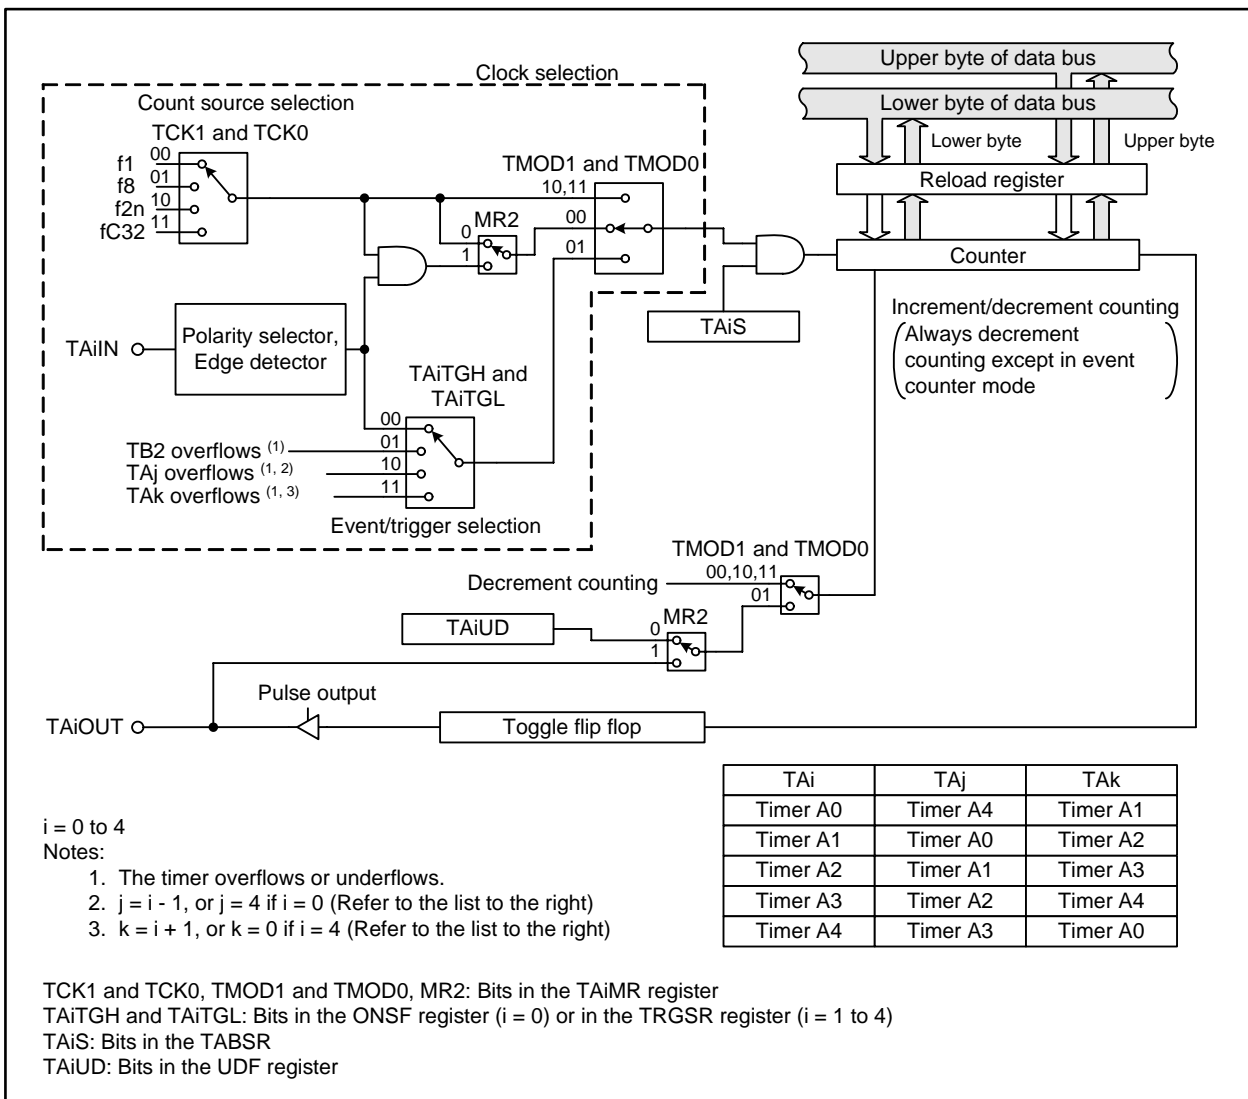 Upper byte of data bus
Clock selection
Lower byte of data bus
Count source selection
TCK1 and TCK0
Lower byte
Upper byte
f1 00
f8 01
f2n 10
fC32 11
TMOD1 and TMOD0
10,11
00
01
MR2
0
1
Reload register
Counter
TAiS
Increment/decrement counting
Always decrement
counting except in event
counter mode
TAiIN
Polarity selector,
Edge detector
TAiTGH and
TAiTGL
00
01
10
11
TB2 overflows (1)
TAj overflows (1, 2)
TAk overflows (1, 3)
Event/trigger selection
TMOD1 and TMOD0
Decrement counting
00,10,11
01
MR2
TAiUD
0
1
Pulse output
TAiOUT
Toggle flip flop
TAi TAj TAk
Timer A0 Timer A4 Timer A1
Timer A1 Timer A0 Timer A2
Timer A2 Timer A1 Timer A3
Timer A3 Timer A2 Timer A4
Timer A4 Timer A3 Timer A0
i = 0 to 4
Notes:
1. The timer overflows or underflows.
2. j = i - 1, or j = 4 if i = 0 (Refer to the list to the right)
3. k = i + 1, or k = 0 if i = 4 (Refer to the list to the right)
TCK1 and TCK0, TMOD1 and TMOD0, MR2: Bits in the TAiMR register
TAiTGH and TAiTGL: Bits in the ONSF register (i = 0) or in the TRGSR register (i = 1 to 4)
TAiS: Bits in the TABSR
TAiUD: Bits in the UDF register